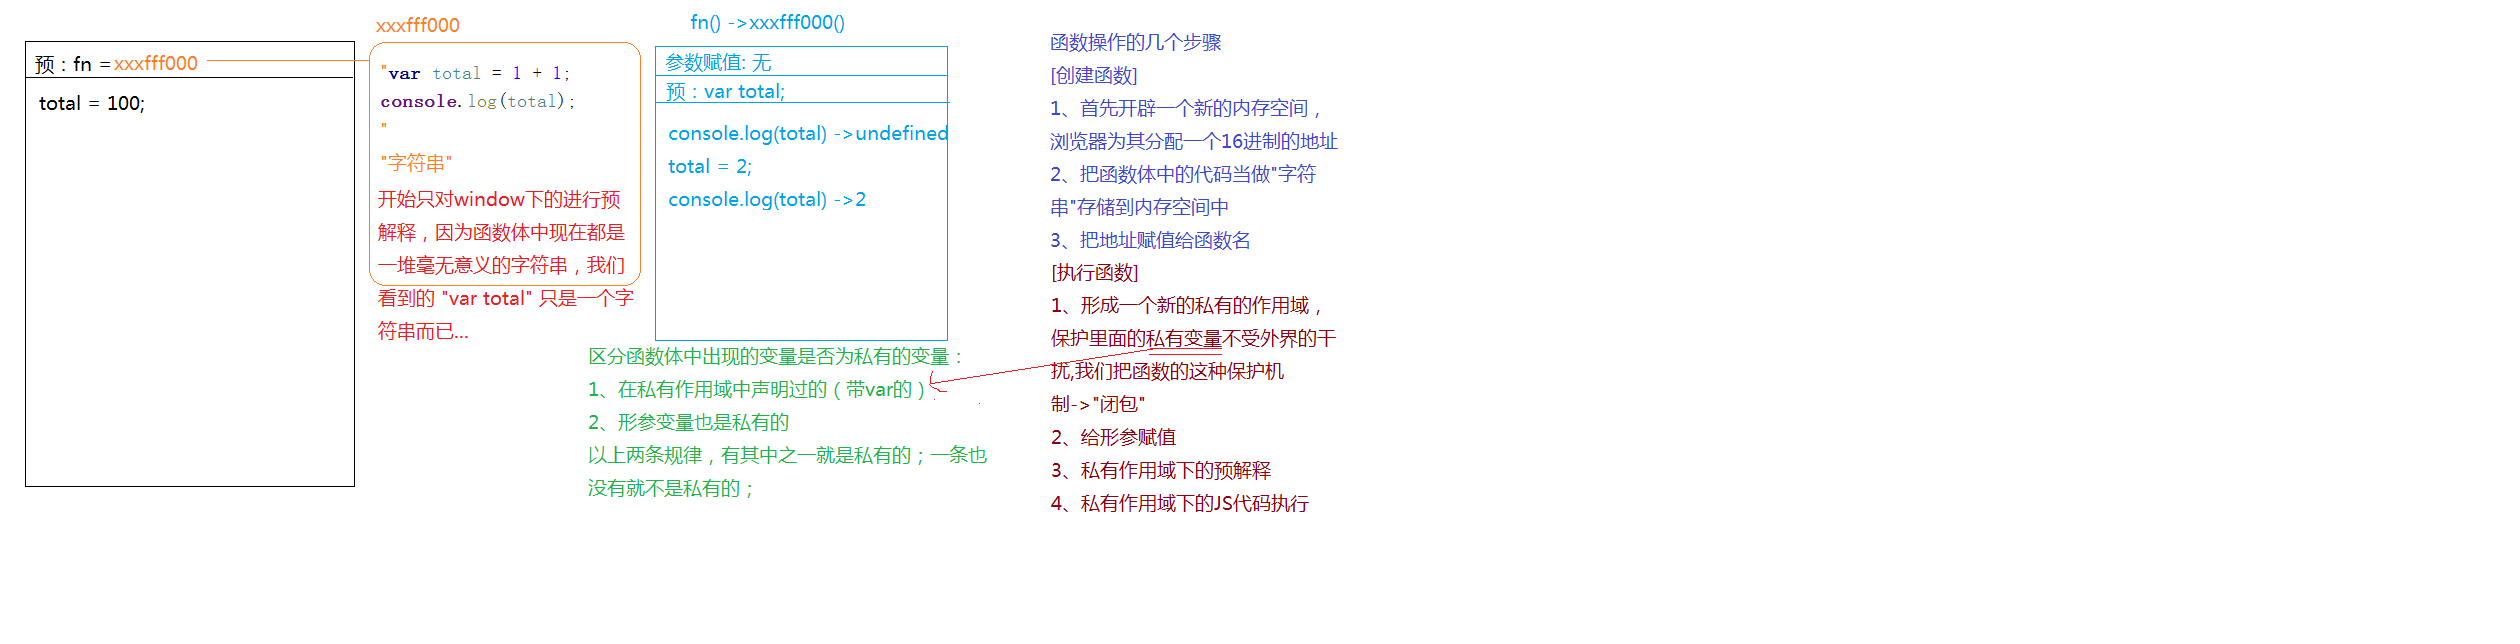 预：fn =xxxfff000
total = 100;
xxxfff000
"var total = 1 + 1;
console.log(total);
"
"字符串"
开始只对window下的进行预
解释，因为函数体中现在都是
一堆毫无意义的字符串，我们
看到的 "var total" 只是一个字
符串而已...
fn() ->xxxfff000()
参数赋值: 无
预：var total;
console.log(total) ->undefined
total = 2;
console.log(total) ->2
区分函数体中出现的变量是否为私有的变量：
1、在私有作用域中声明过的（带var的）
2、形参变量也是私有的
以上两条规律，有其中之一就是私有的；一条也
没有就不是私有的；
函数操作的几个步骤
[创建函数]
1、首先开辟一个新的内存空间，
浏览器为其分配一个16进制的地址
2、把函数体中的代码当做"字符
串"存储到内存空间中
3、把地址赋值给函数名
[执行函数]
1、形成一个新的私有的作用域，
保护里面的私有变量不受外界的干
扰,我们把函数的这种保护机
制->"闭包"
2、给形参赋值
3、私有作用域下的预解释
4、私有作用域下的JS代码执行